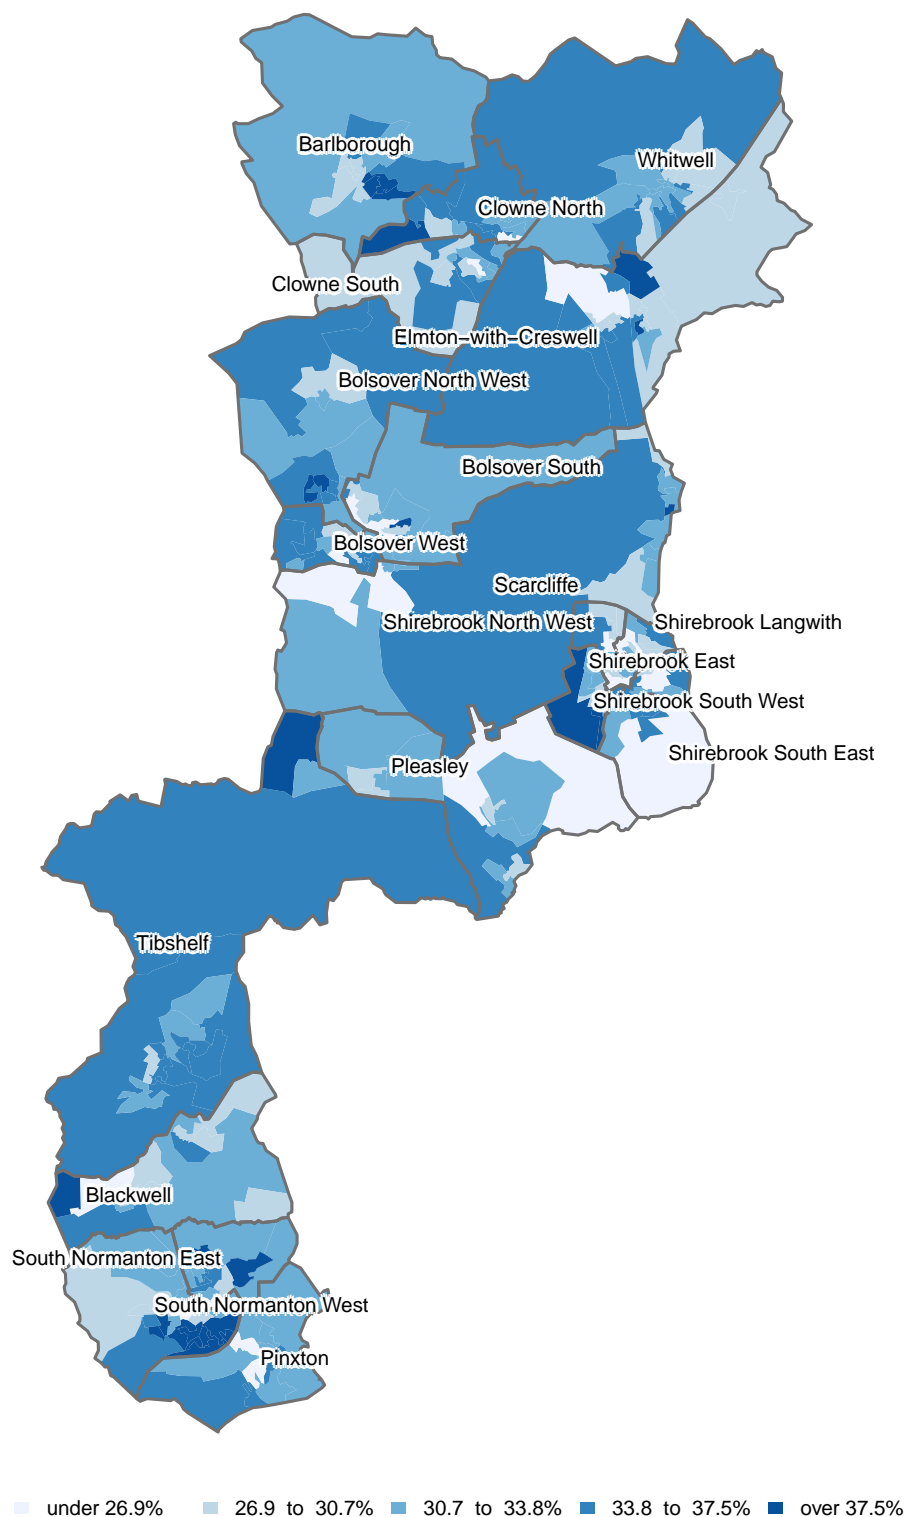 Barlborough
Whitwell
Clowne North
Clowne South
Elmton–with–Creswell
Bolsover North West
Bolsover South
Bolsover West
Scarcliffe
Shirebrook North West
Shirebrook Langwith
Shirebrook East
Shirebrook South West
Shirebrook South East
Pleasley
Tibshelf
Blackwell
South Normanton East
South Normanton West
Pinxton
under 26.9% 26.9 to 30.7% 30.7 to 33.8% 33.8 to 37.5% over 37.5%